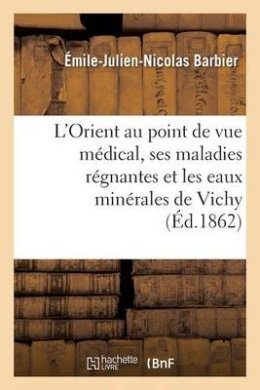 Émile-Julien-Nicolas Barbier
L'Orient au point de vue
médical, ses maladies
régnantes et les eaux
minérales de Vichy
(Éd.1862)
hachette
LIVRE
{BnF